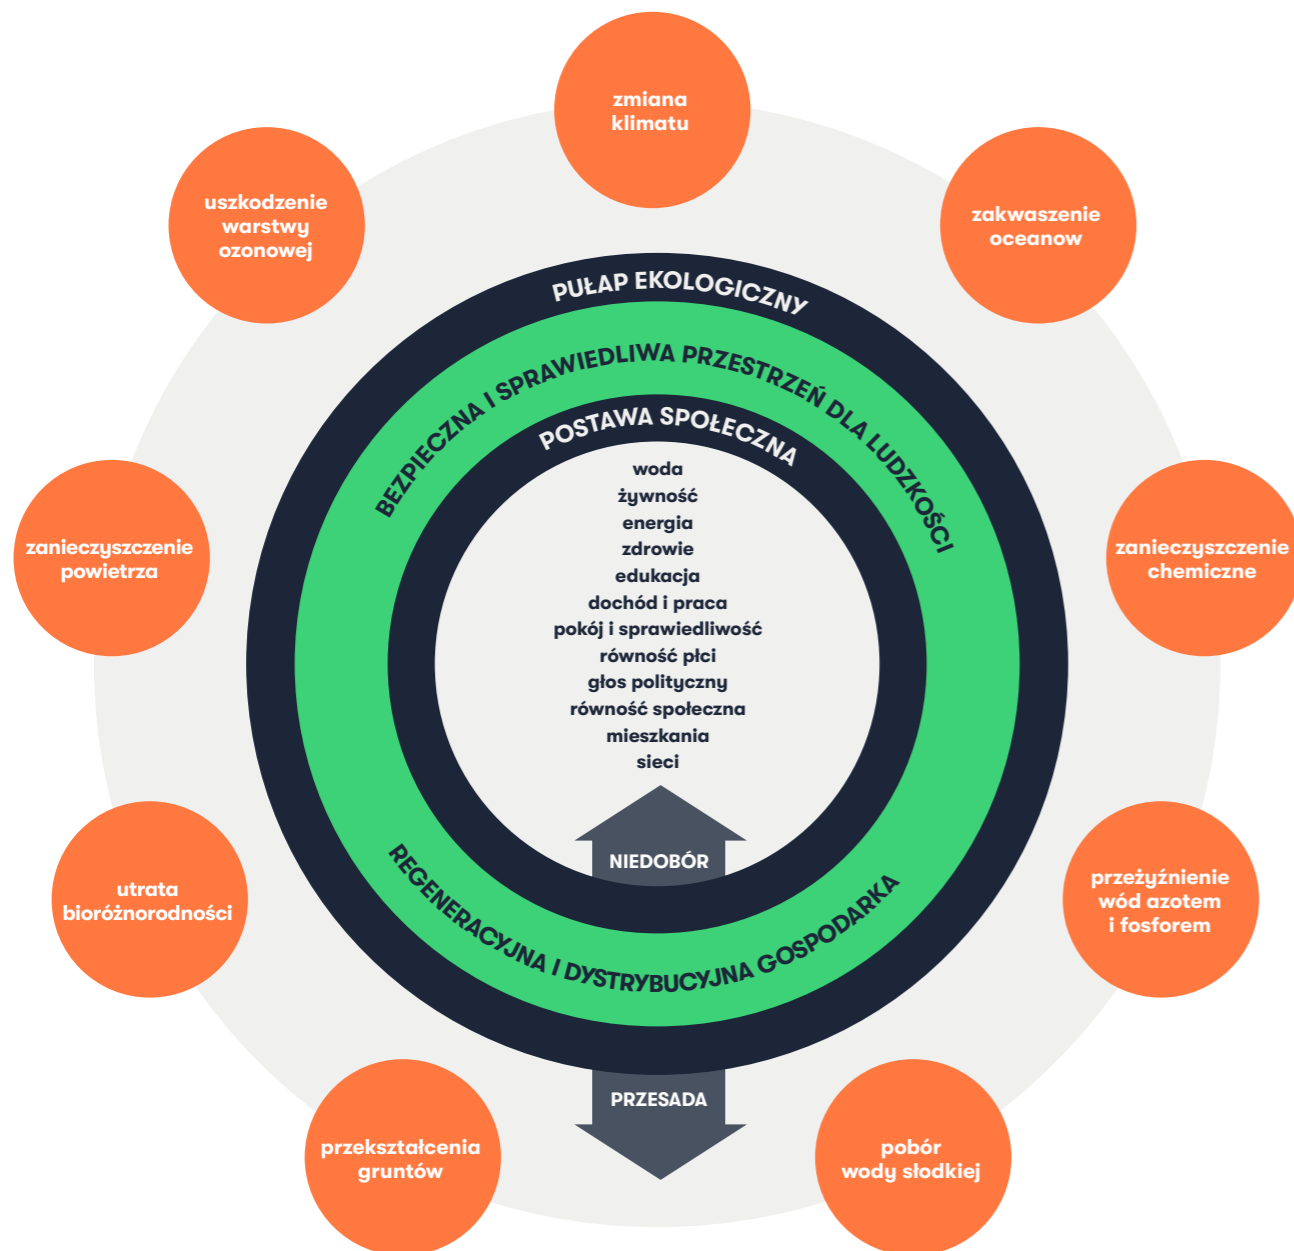 zmiana
klimatu
uszkodzenie
warstwy
ozonowej
zakwaszenie
oceanow
PUŁAP EKOLOGICZNY
BEZPIECZNA I SPRAWIEDLIWA PRZESTRZEŃ DLA LUDZKOŚCI
POSTAWA SPOŁECZNA
woda
żywność
energia
zdrowie
edukacja
dochód i praca
pokój i sprawiedliwość
równość płci
głos polityczny
równość społeczna
mieszkania
sieci
zanieczyszczenie
powietrza
zanieczyszczenie
chemiczne
NIEDOBÓR
utrata
bioróżnorodności
przeżyźnienie
wód azotem
i fosforem
REGENERACYJNA I DYSTRYBUCYJNA GOSPODARKA
PRZESADA
przekształcenia
gruntów
pobór
wody słodkiej